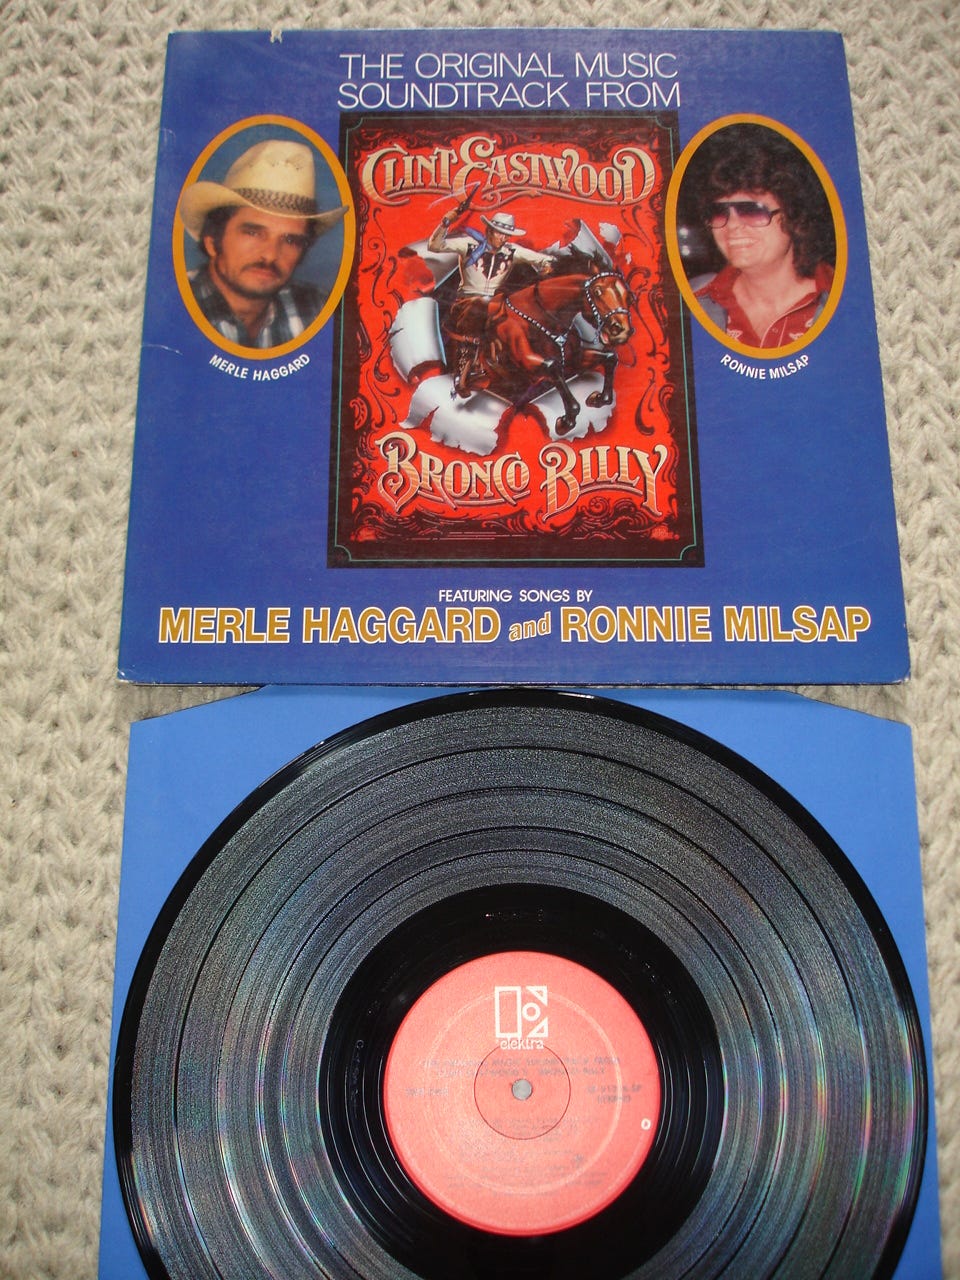 THE ORIGINAL MUSIC
SOUNDTRACK FROM
CLINT EASTWOOD
MERLE HAGGARD
RONNIE MILSAP
BRONCO BILLY
FEATURING SONGS BY
MERLE HAGGARD and RONNIE MILSAP
elektra